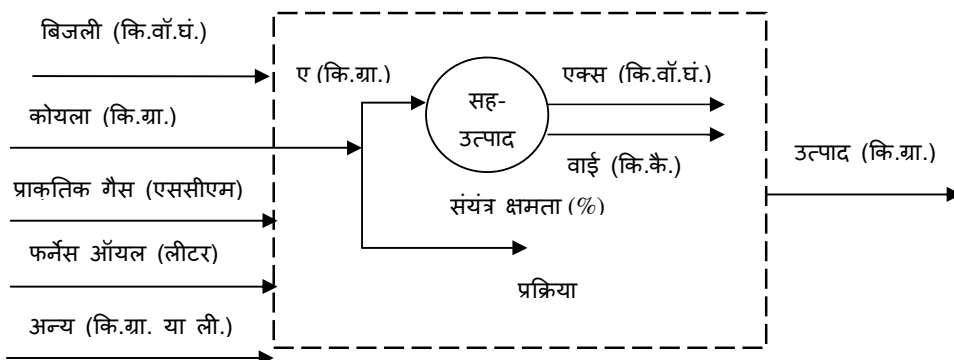 बिजली (कि.वॉ.घं.)
कोयला (कि.ग्रा.)
प्राकृतिक गैस (एससीएम)
फर्नेस ऑयल (लीटर)
अन्य (कि.ग्रा. या ली.)
ए (कि.ग्रा.)
सह-
उत्पाद
एक्स (कि.वॉ.घं.)
वाई (कि.कै.)
संयंत्र क्षमता (%)
प्रक्रिया
उत्पाद (कि.ग्रा.)